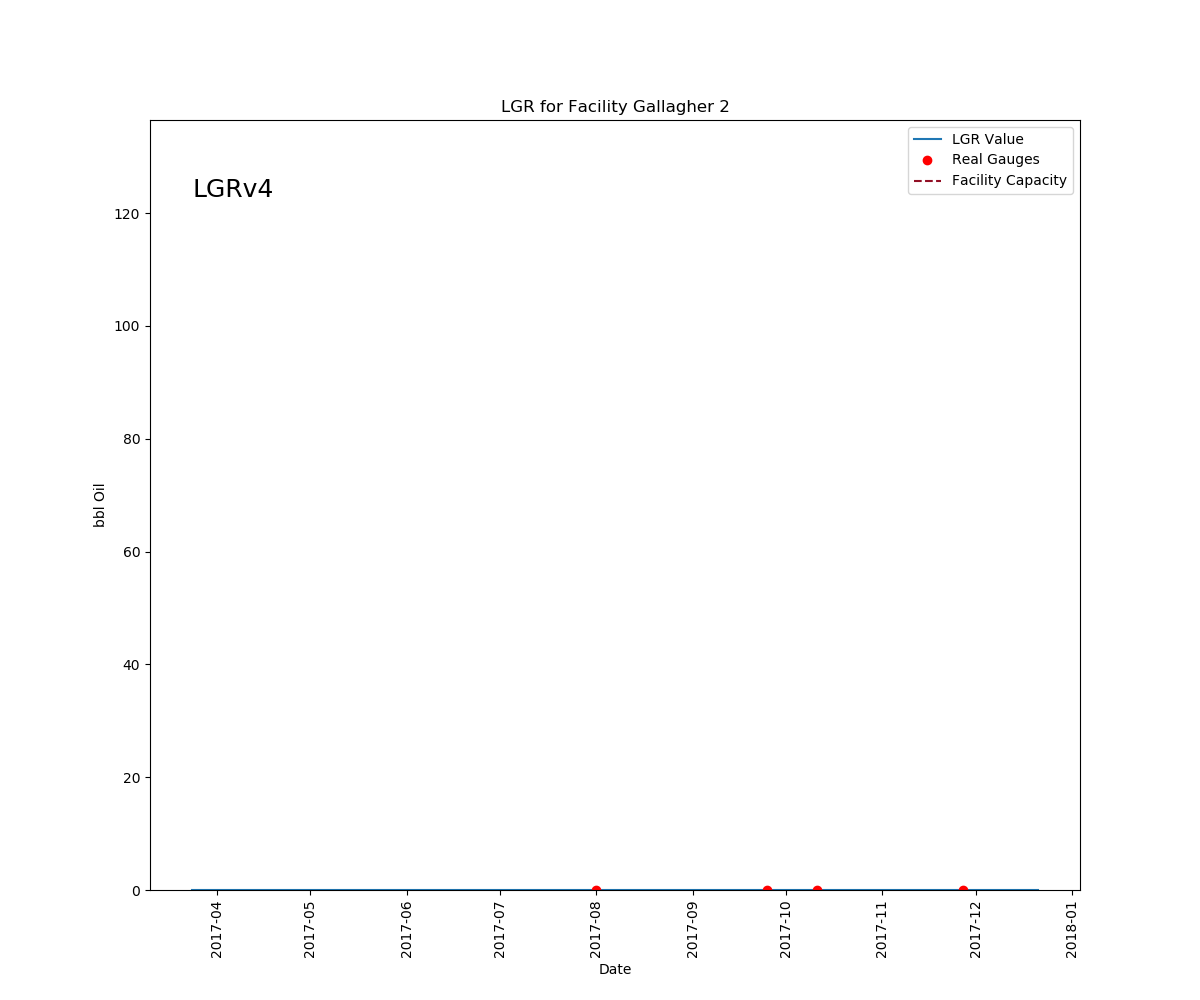 LGR for Facility Gallagher 2
LGR Value
Real Gauges
Facility Capacity
LGRv4
120
100
80
60
40
20
0
bbl Oil
2017-04
2017-05
2017-06
2017-07
2017-08
2017-09
2017-10
2017-11
2017-12
2018-01
Date